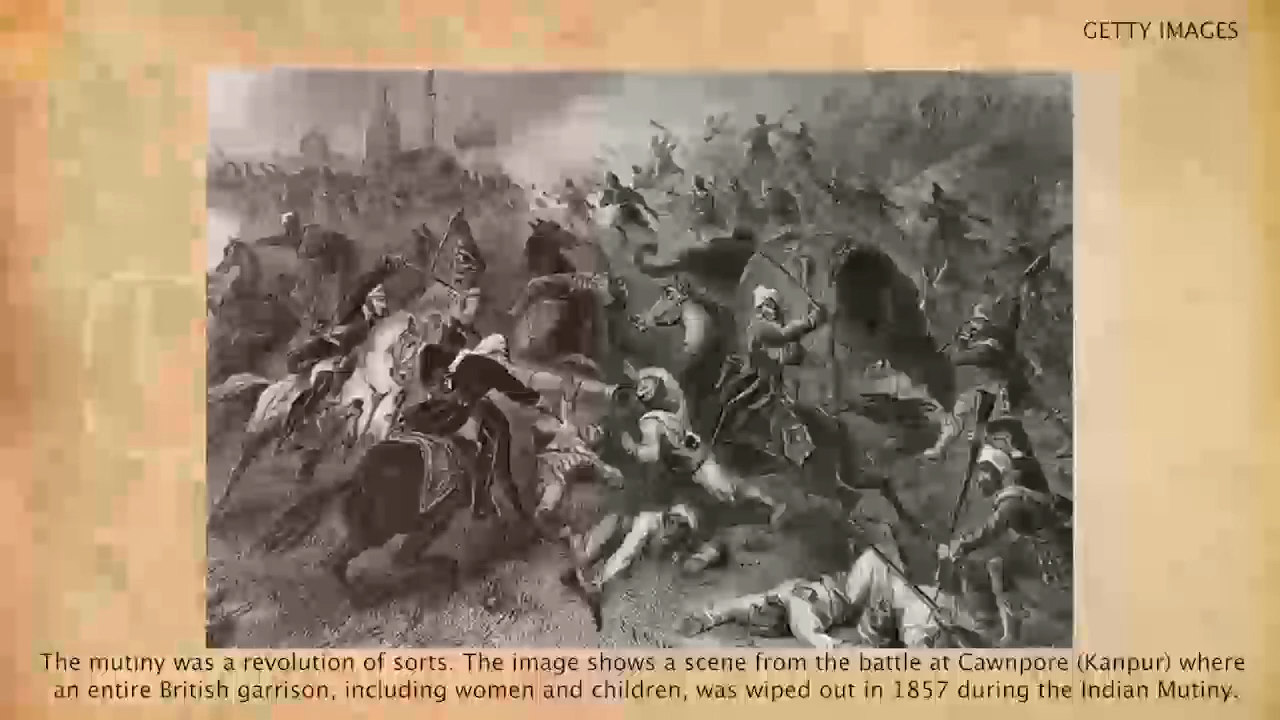 GETTY IMAGES
The mutiny was a revolution of sorts. The image shows a scene from the battle at Cawnpore (Kanpur) where
an entire British garrison, including women and children, was wiped out in 1857 during the Indian Mutiny.